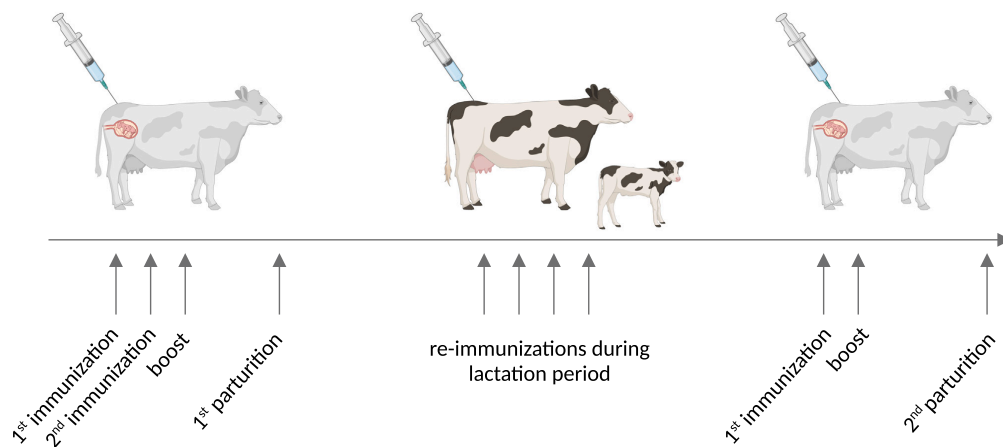 1st immunization
2nd immunization
boost
1st parturition
re-immunizations during
lactation period
1st immunization
boost
2nd parturition